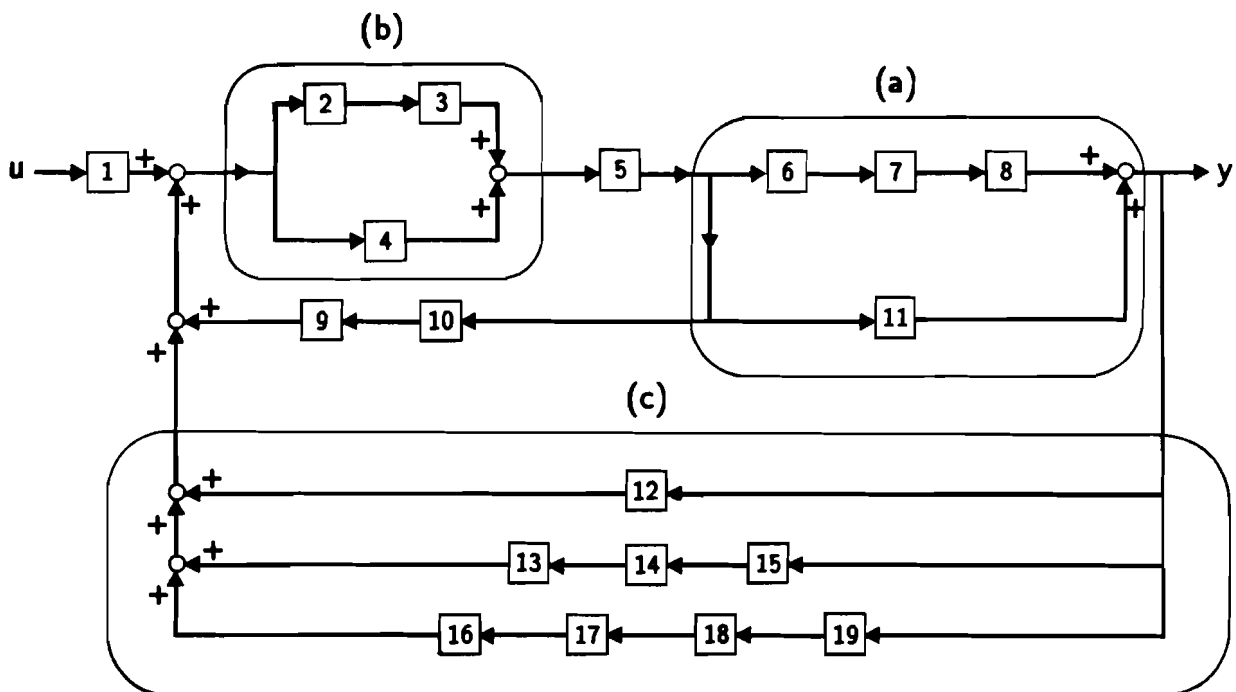 (b)
(a)
2 3
u 1 + + 5 6 7 8 + y
+ + +
4
+ 9 10 11
+
(c)
+ 12
+ + 13 14 15
+
16 17 18 19